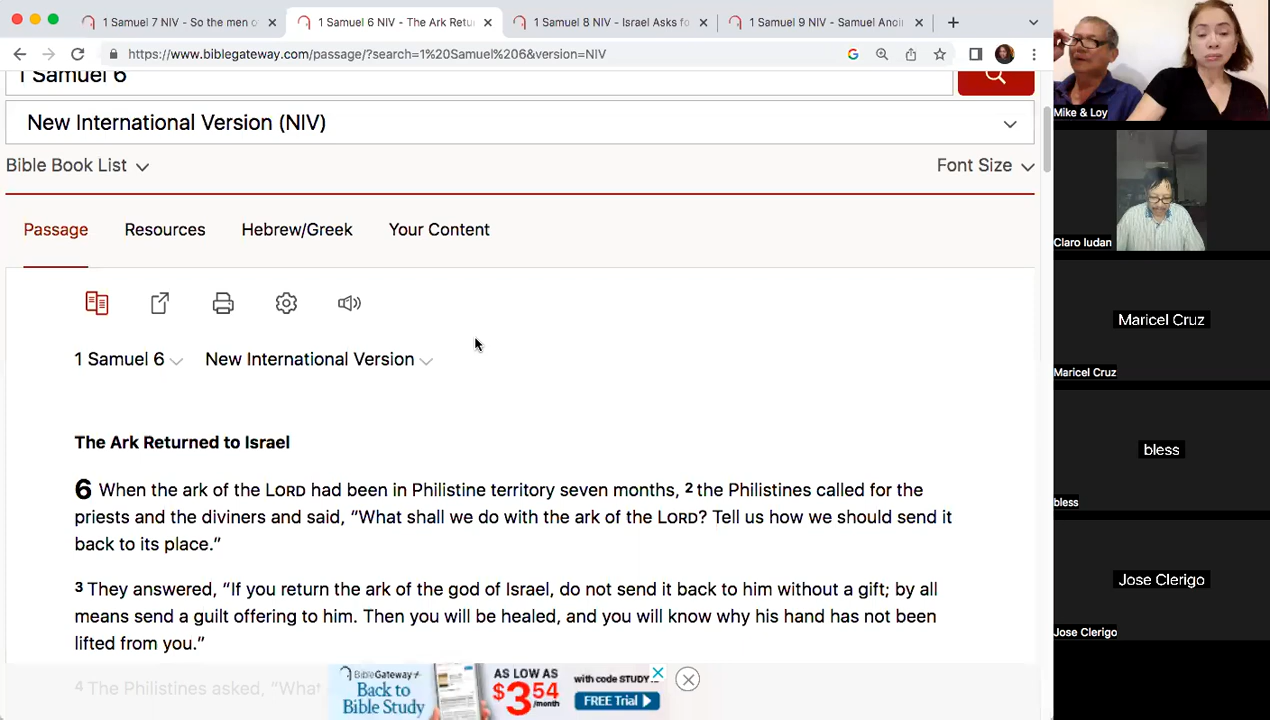 1 Samuel 7 NIV - So the men o
1 Samuel 6 NIV - The Ark Retu
1 Samuel 8 NIV - Israel Asks fo
1 Samuel 9 NIV - Samuel Anoi
https://www.biblegateway.com/passage/?search=1%20Samuel%206&version=NIV
1 Samuel 6
New International Version (NIV)
Bible Book List
Font Size
Passage
Resources
Hebrew/Greek
Your Content
1 Samuel 6
New International Version
The Ark Returned to Israel
6 When the ark of the LORD had been in Philistine territory seven months, 2 the Philistines called for the
priests and the diviners and said, “What shall we do with the ark of the LORD? Tell us how we should send it
back to its place.”
3 They answered, “If you return the ark of the god of Israel, do not send it back to him without a gift; by all
means send a guilt offering to him. Then you will be healed, and you will know why his hand has not been
lifted from you.”
4 The Philistines asked, “What
BibleGateway+
Back to
Bible Study
AS LOW AS
$3.54
/month
with code STUDY
FREE Trial
Mike & Loy
Claro Iudan
Maricel Cruz
Maricel Cruz
bless
bless
Jose Clerigo
Jose Clerigo